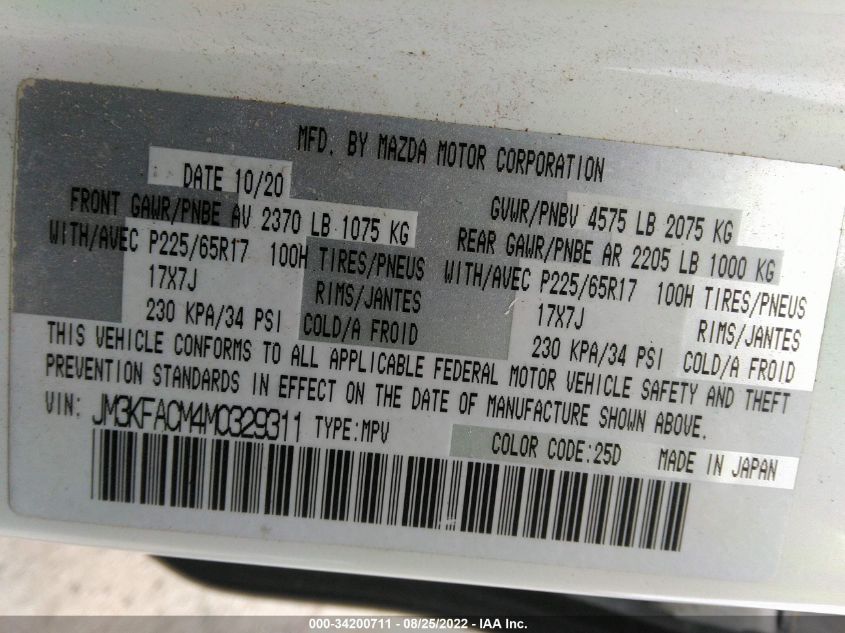 MFD. BY MAZDA MOTOR CORPORATION
DATE 10/20
FRONT GAWR/PNBE AV 2370 LB 1075 KG
WITH/AVEC P225/65R17 100H TIRES/PNEUS
17X7J RIMS/JANTES
230 KPA/34 PSI COLD/A FROID
GVWR/PNBV 4575 LB 2075 KG
REAR GAWR/PNBE AR 2205 LB 1000 KG
WITH/AVEC P225/65R17 100H TIRES/PNEUS
17X7J RIMS/JANTES
230 KPA/34 PSI COLD/A FROID
THIS VEHICLE CONFORMS TO ALL APPLICABLE FEDERAL MOTOR VEHICLE SAFETY AND THEFT
PREVENTION STANDARDS IN EFFECT ON THE DATE OF MANUFACTURE SHOWN ABOVE.
VIN: JM3KFACM4M0329311 TYPE:MPV
COLOR CODE:25D MADE IN JAPAN
000-34200711 - 08/25/2022 - IAA Inc.